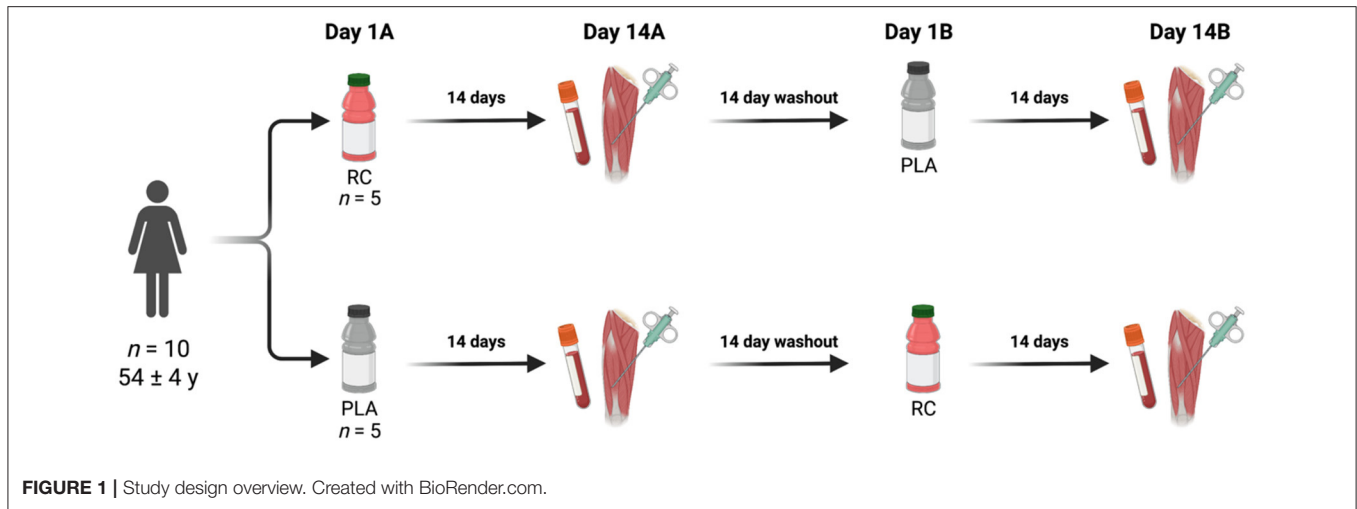 Day 1A
Day 14A
Day 1B
Day 14B
RC
n = 5
14 days
14 day washout
PLA
14 days
n = 10
54 ± 4 y
PLA
n = 5
14 days
14 day washout
RC
14 days
FIGURE 1 | Study design overview. Created with BioRender.com.